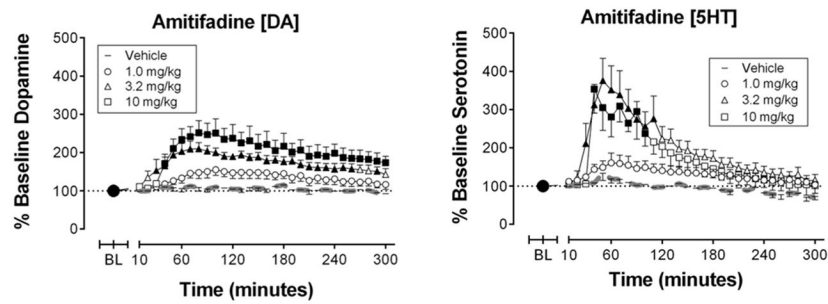 Amitifadine [DA]
% Baseline Dopamine
500
400
300
200
100
0
Vehicle
1.0 mg/kg
3.2 mg/kg
10 mg/kg
BL
10
60
120
180
240
300
Time (minutes)
Amitifadine [5HT]
% Baseline Serotonin
500
400
300
200
100
0
Vehicle
1.0 mg/kg
3.2 mg/kg
10 mg/kg
BL
10
60
120
180
240
300
Time (minutes)